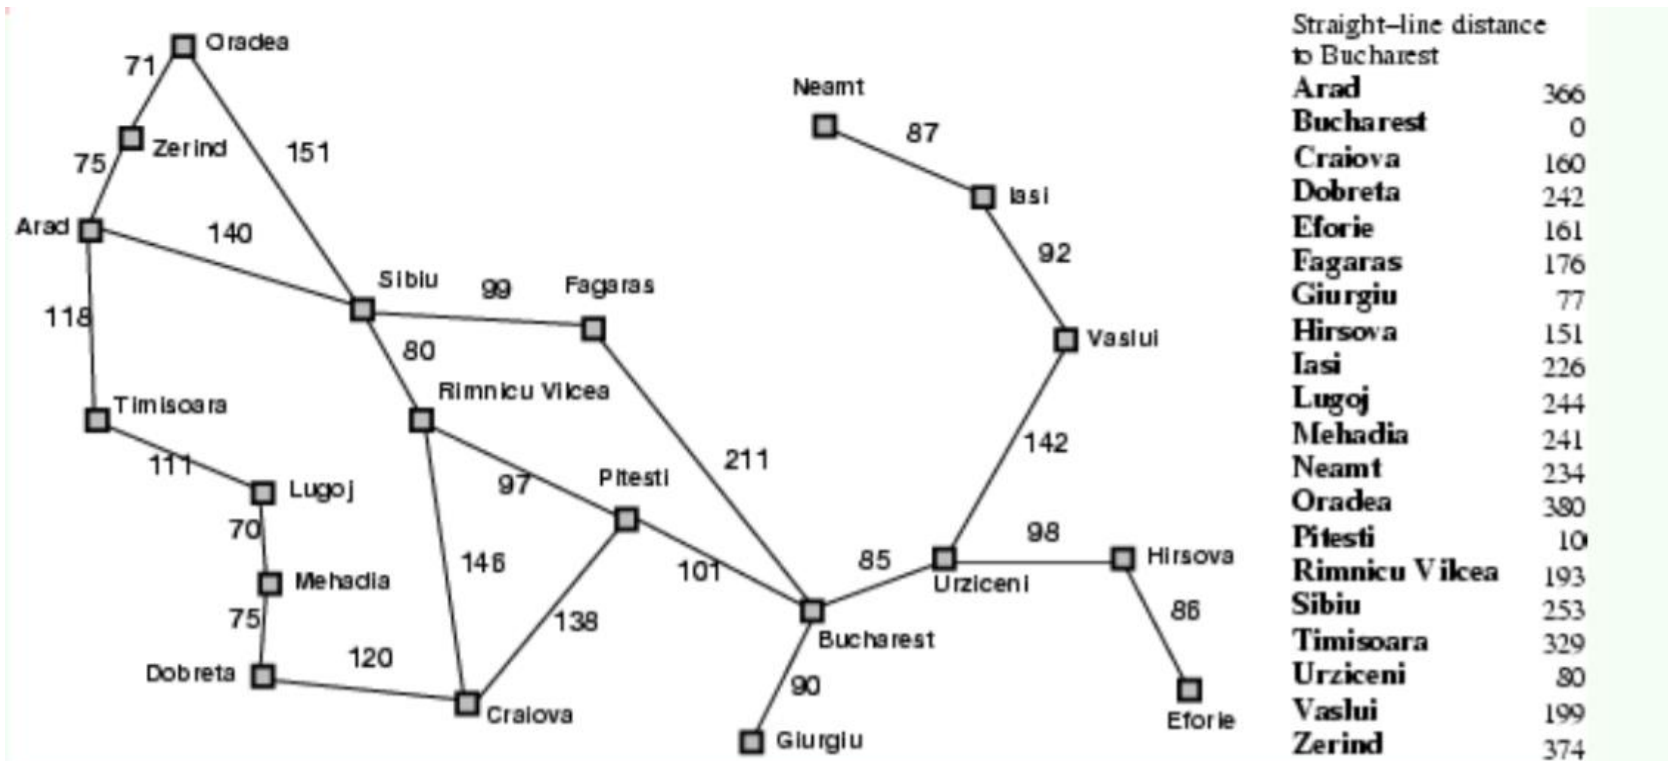 Oradea
71
Neamt
87
Zerind
151
75
Iasi
Arad
140
92
Sibiu
99
Fagaras
118
80
Vaslui
Rimnicu Vilcea
Timisoara
142
211
111
97
Pitesti
Lugoj
70
98
146
85
Hirsova
101
Mehadia
Urziceni
75
138
86
Bucharest
120
Dobreta
90
Craiova
Eforie
Giurgiu
Straight–line distance
to Bucharest
Arad 366
Bucharest 0
Craiova 160
Dobreta 242
Eforie 161
Fagaras 176
Giurgiu 77
Hirsova 151
Iasi 226
Lugoj 244
Mehadia 241
Neamt 234
Oradea 380
Pitesti 10
Rimnicu Vilcea 193
Sibiu 253
Timisoara 329
Urziceni 80
Vaslui 199
Zerind 374